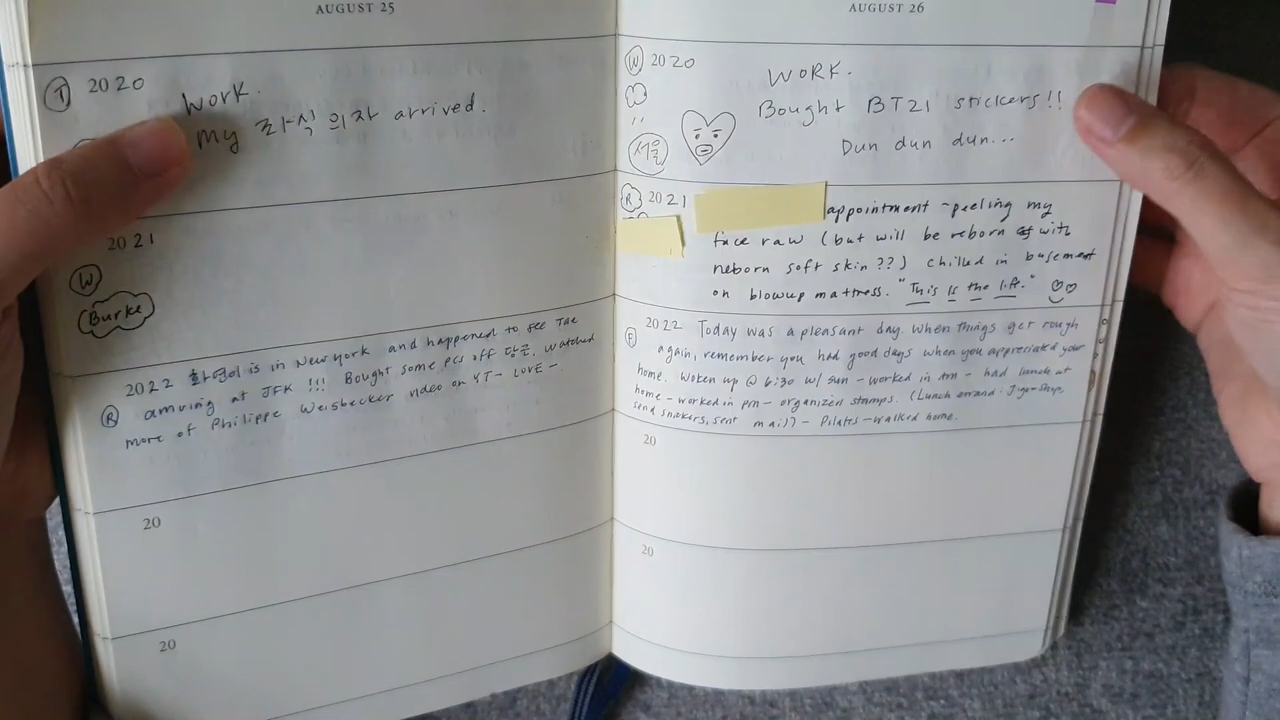 AUGUST 25
T 2020 Work.
My 좌식 의자 arrived.
2021
W
Burke
2022 화영이 is in New York and happened to see Tae
R arriving at JFK !!! Bought some PCs off 당근. Watched
more of Philippe Weisbecker video on YT - LOVE -.
20
20
AUGUST 26
W 2020 WORK.
Bought BT21 stickers!!
서울 Dun dun dun...
R 2021 appointment - peeling my
face raw (but will be reborn with
reborn soft skin??) chilled in basement
on blowup mattress. "This is the life."
2022 Today was a pleasant day. When things get rough
F again, remember you had good days when you appreciated your
home. Woken up @ 6:30 w/ sun - worked in am - had lunch at
home - worked in pm - organized stamps. (Lunch errand: Jigu-shop,
send snickers, sent mail) - Pilates - walked home.
20
20